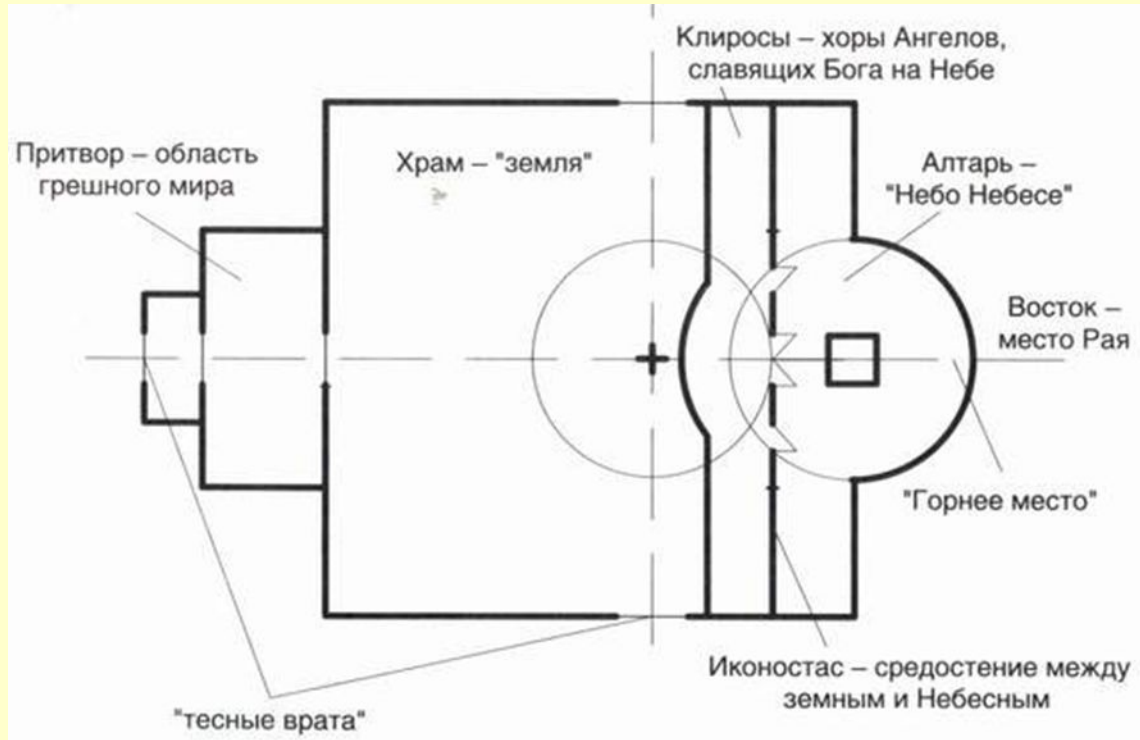 Клиросы – хоры Ангелов,
славящих Бога на Небе
Притвор – область
грешного мира
Храм – "земля"
Алтарь –
"Небо Небесе"
Восток –
место Рая
"Горнее место"
Иконостас – средостение между
земным и Небесным
"тесные врата"